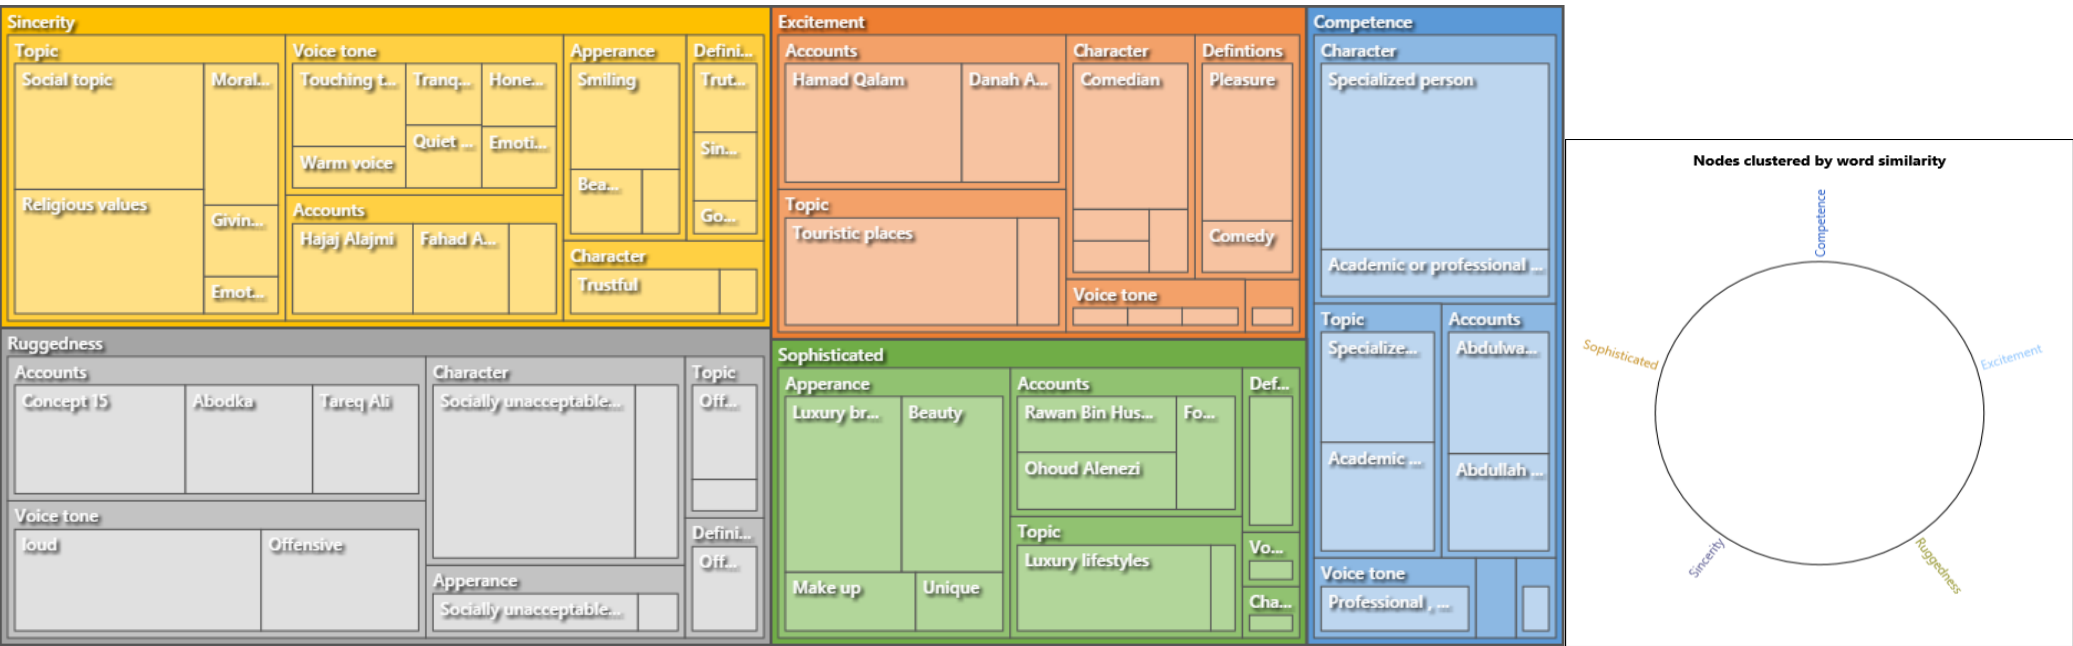 Sincerity
Topic
Social topic
Moral...
Religious values
Givin...
Emot...
Voice tone
Touching t...
Tranq...
Hone...
Warm voice
Quiet ...
Emoti...
Accounts
Hajaj Alajmi
Fahad A...
Apperance
Smiling
Bea...
Defini...
Trut...
Sin...
Go...
Character
Trustful
Excitement
Accounts
Hamad Qalam
Danah A...
Topic
Touristic places
Character
Comedian
Defintions
Pleasure
Comedy
Voice tone
Competence
Character
Specialized person
Academic or professional ...
Topic
Specialize...
Academic ...
Accounts
Abdulwa...
Abdullah ...
Voice tone
Professional , ...
Ruggedness
Accounts
Concept 15
Abodka
Tareq Ali
Voice tone
loud
Offensive
Character
Socially unacceptable...
Apperance
Socially unacceptable...
Topic
Off...
Defini...
Off...
Sophisticated
Apperance
Luxury br...
Beauty
Make up
Unique
Accounts
Rawan Bin Hus...
Fo...
Ohoud Alenezi
Topic
Luxury lifestyles
Def...
Vo...
Cha...
Nodes clustered by word similarity
Competence
Sophisticated
Excitement
Sincerity
Ruggedness